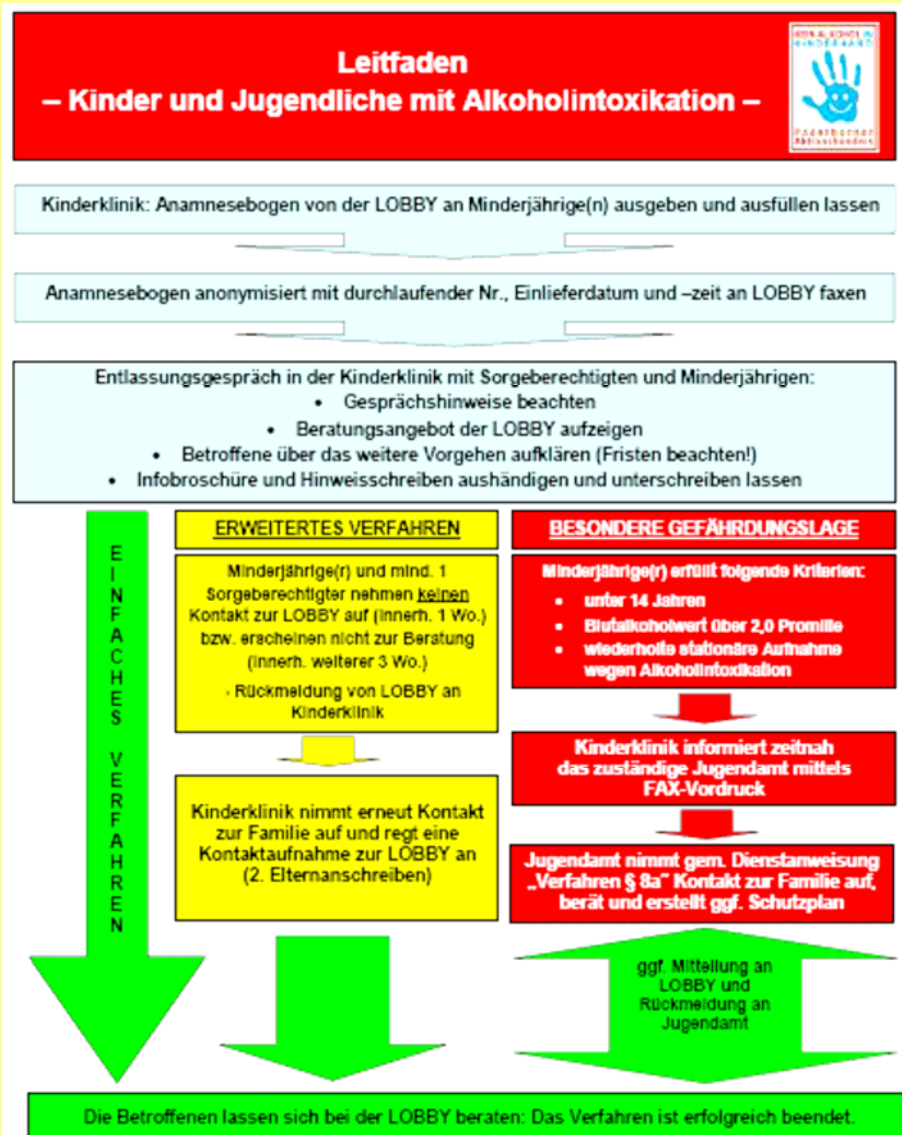 Leitfaden
– Kinder und Jugendliche mit Alkoholintoxikation –
KEIN ALKOHOL IN
KINDERHAND
Paderborner
Aktionsbündnis
Kinderklinik: Anamnesebogen von der LOBBY an Minderjährige(n) ausgeben und ausfüllen lassen
Anamnesebogen anonymisiert mit durchlaufender Nr., Einlieferdatum und –zeit an LOBBY faxen
Entlassungsgespräch in der Kinderklinik mit Sorgeberechtigten und Minderjährigen:
• Gesprächshinweise beachten
• Beratungsangebot der LOBBY aufzeigen
• Betroffene über das weitere Vorgehen aufklären (Fristen beachten!)
• Infobroschüre und Hinweisschreiben aushändigen und unterschreiben lassen
EINFACHES VERFAHREN
ERWEITERTES VERFAHREN
Minderjährige(r) und mind. 1
Sorgeberechtigter nehmen keinen
Kontakt zur LOBBY auf (innerh. 1 Wo.)
bzw. erscheinen nicht zur Beratung
(innerh. weiterer 3 Wo.)
› Rückmeldung von LOBBY an
Kinderklinik
Kinderklinik nimmt erneut Kontakt
zur Familie auf und regt eine
Kontaktaufnahme zur LOBBY an
(2. Elternanschreiben)
BESONDERE GEFÄHRDUNGSLAGE
Minderjährige(r) erfüllt folgende Kriterien:
• unter 14 Jahren
• Blutalkoholwert über 2,0 Promille
• wiederholte stationäre Aufnahme
wegen Alkoholintoxikation
Kinderklinik informiert zeitnah
das zuständige Jugendamt mittels
FAX-Vordruck
Jugendamt nimmt gem. Dienstanweisung
„Verfahren § 8a" Kontakt zur Familie auf,
berät und erstellt ggf. Schutzplan
ggf. Mitteilung an
LOBBY und
Rückmeldung an
Jugendamt
Die Betroffenen lassen sich bei der LOBBY beraten: Das Verfahren ist erfolgreich beendet.